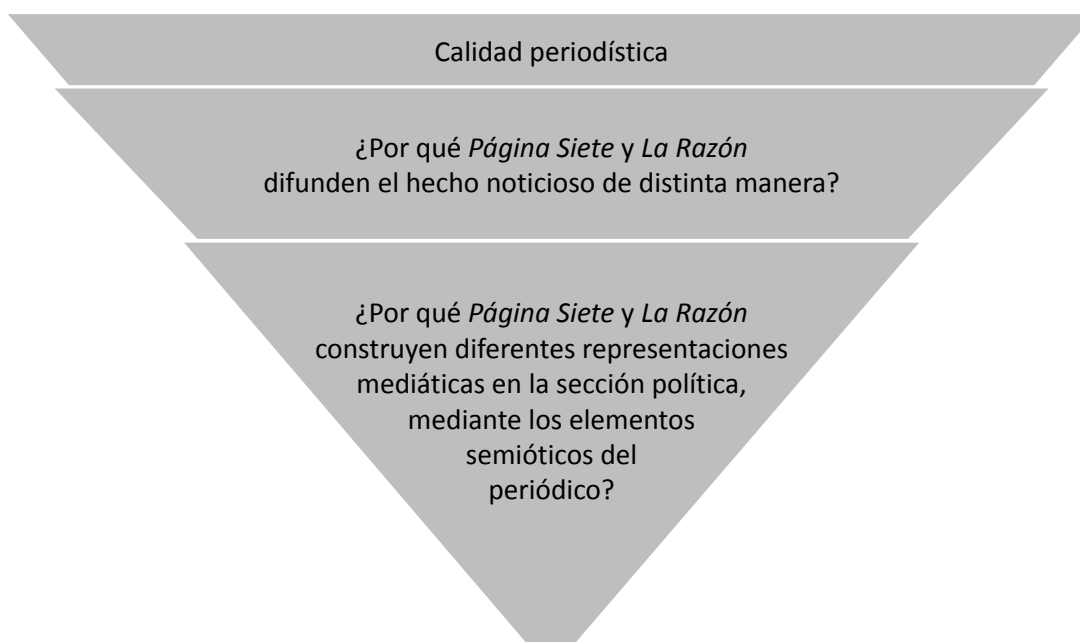 Calidad periodística
¿Por qué Página Siete y La Razón
difunden el hecho noticioso de distinta manera?
¿Por qué Página Siete y La Razón
construyen diferentes representaciones
mediáticas en la sección política,
mediante los elementos
semióticos del
periódico?